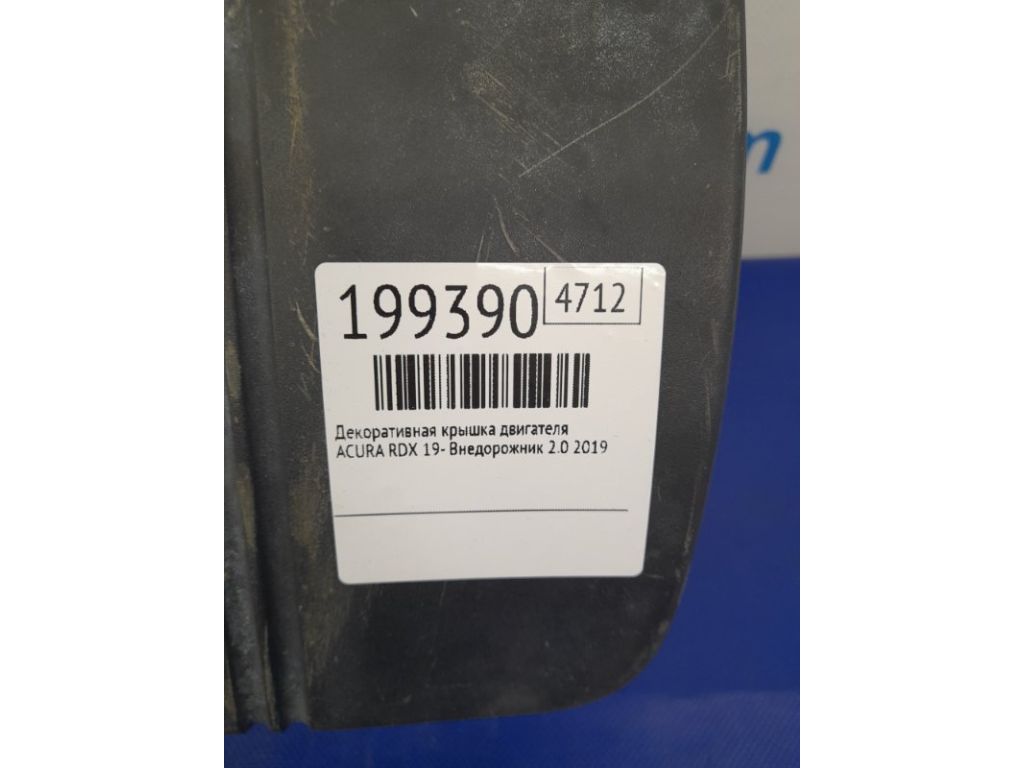 199390 4712
Декоративная крышка двигателя
ACURA RDX 19- Внедорожник 2.0 2019
m